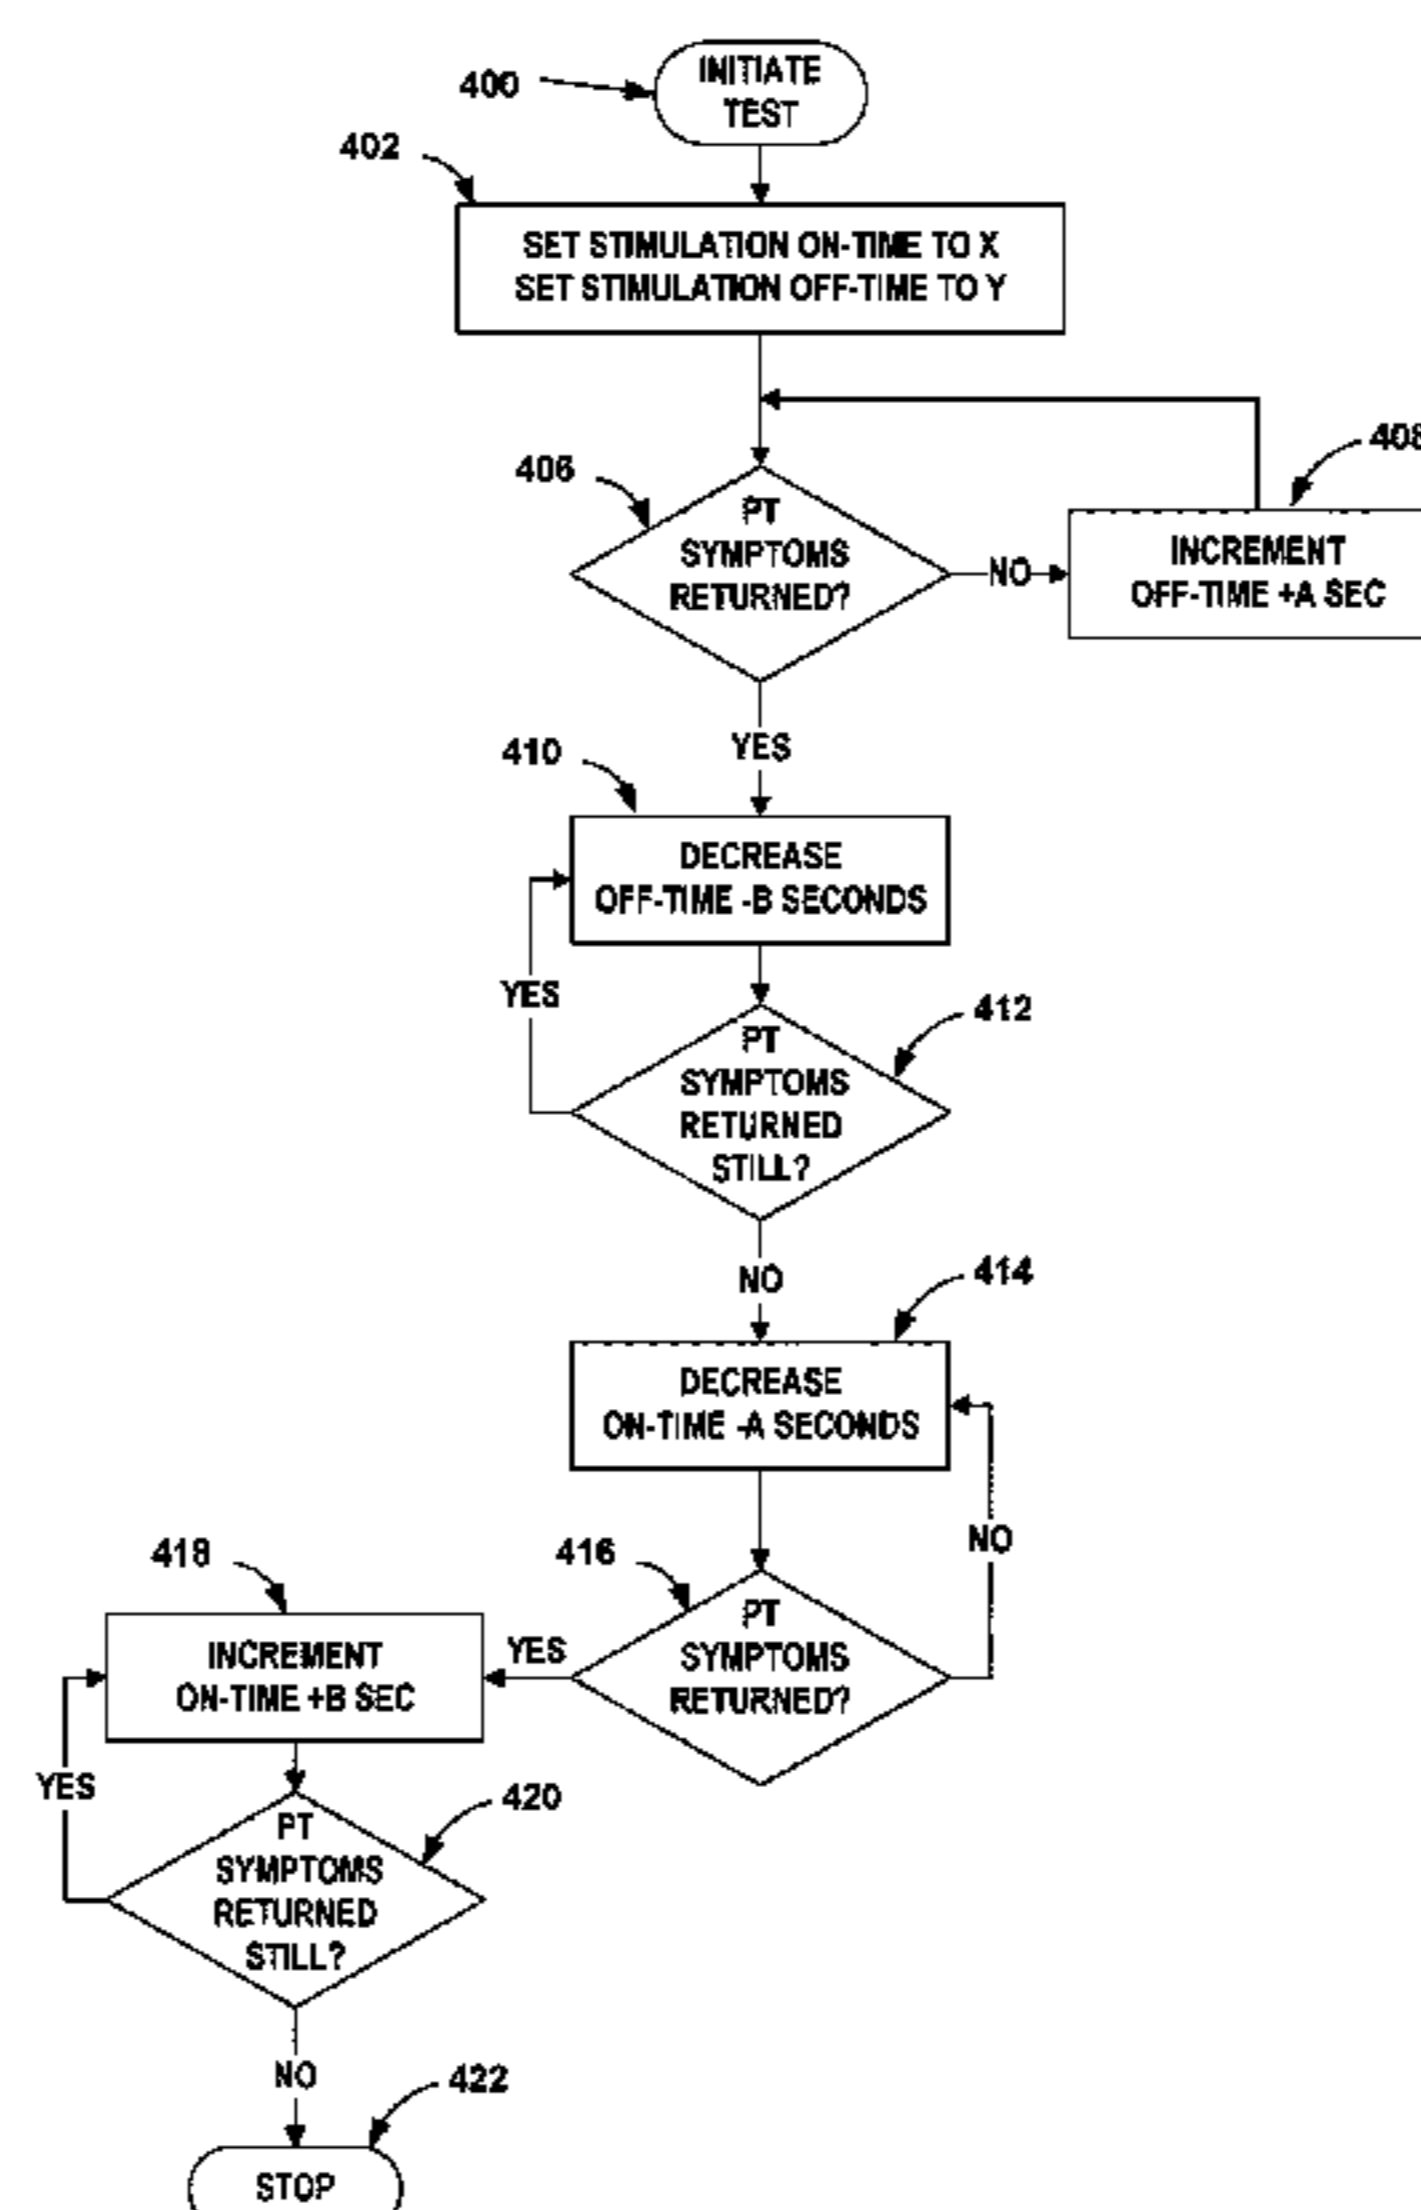 400
INITIATE
TEST
402
SET STIMULATION ON-TIME TO X
SET STIMULATION OFF-TIME TO Y
406
PT
SYMPTOMS
RETURNED?
NO
408
INCREMENT
OFF-TIME +A SEC
YES
410
DECREASE
OFF-TIME -B SECONDS
YES
412
PT
SYMPTOMS
RETURNED
STILL?
NO
414
DECREASE
ON-TIME -A SECONDS
NO
416
PT
SYMPTOMS
RETURNED?
YES
418
INCREMENT
ON-TIME +B SEC
YES
420
PT
SYMPTOMS
RETURNED
STILL?
NO
422
STOP